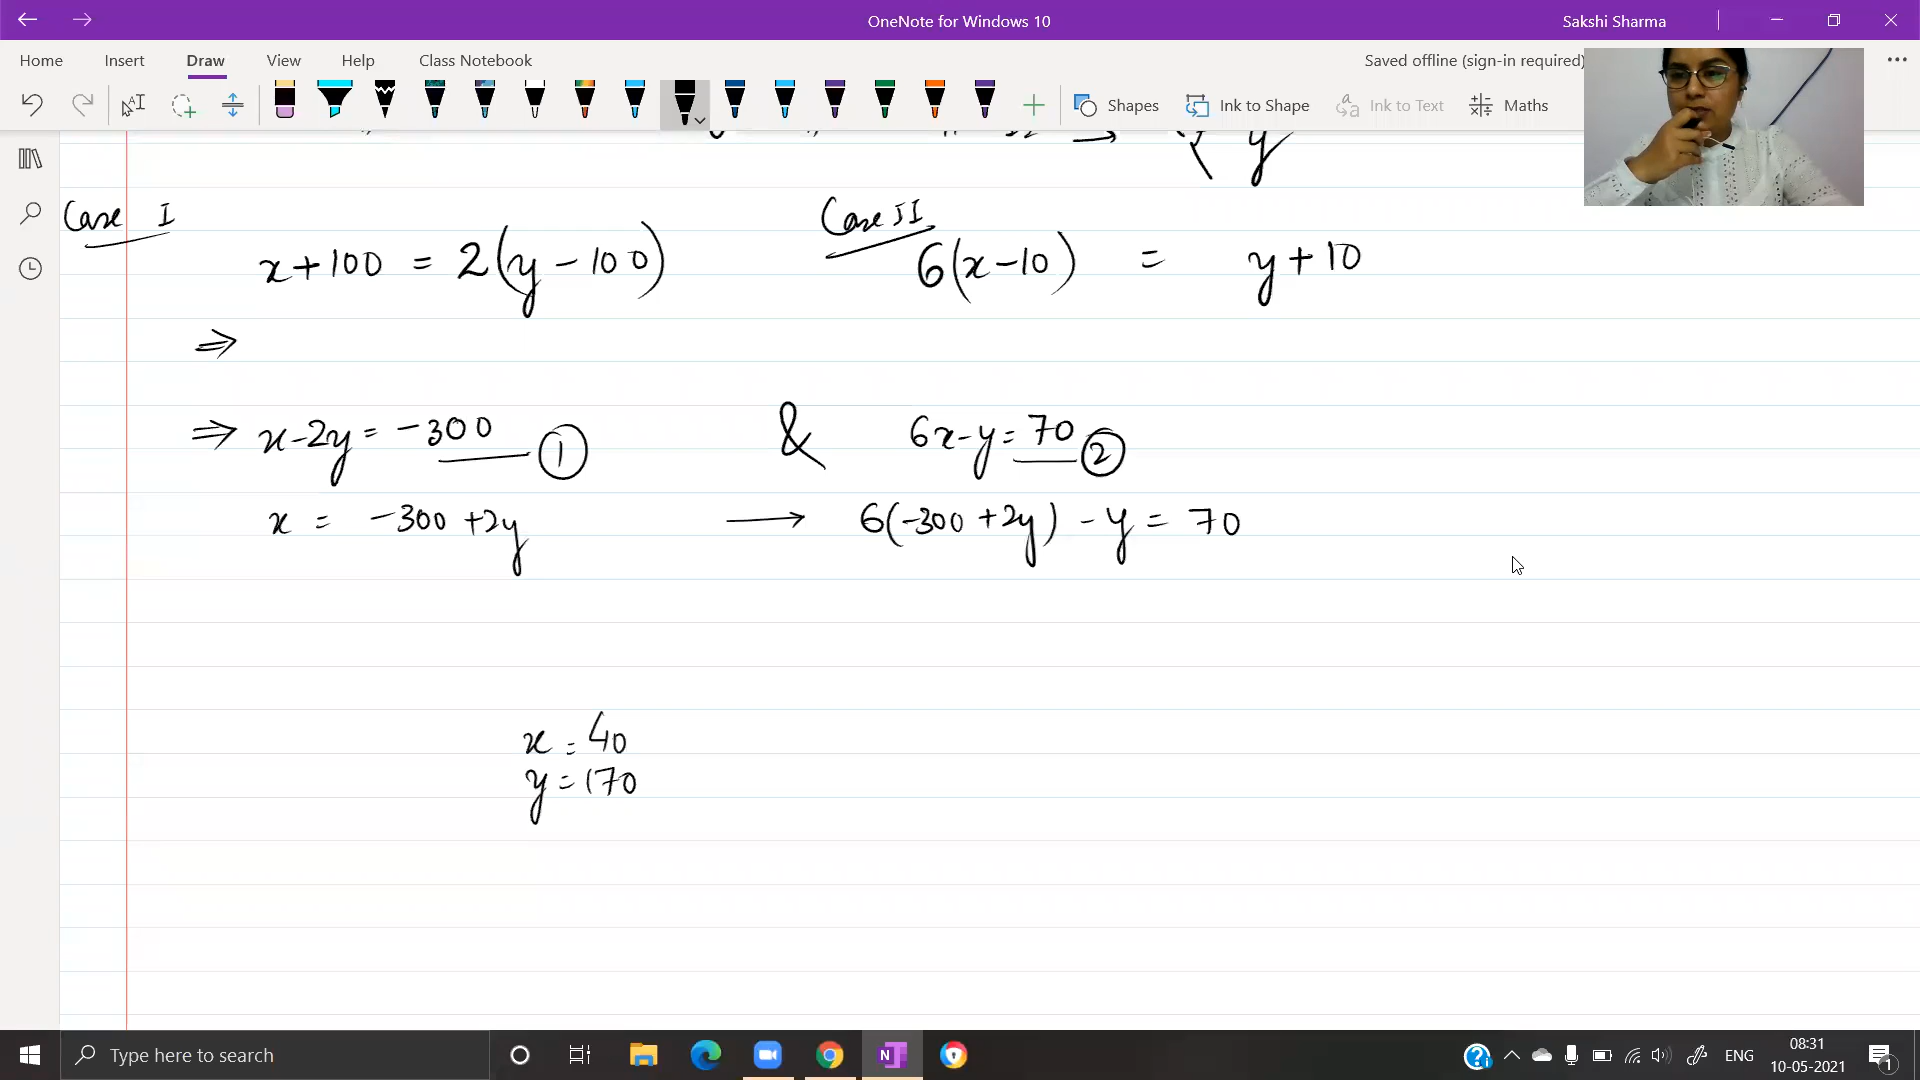 OneNote for Windows 10
Sakshi Sharma
Home Insert Draw View Help Class Notebook
Saved offline (sign-in required)
Shapes Ink to Shape Ink to Text Maths
y
Case I
Case II
x+100 = 2(y-100)
6(x-10) = y+10
⇒
⇒ x-2y = -300 ①
& 6x-y = 70 ②
x = -300 +2y → 6(-300+2y) - y = 70
x = 40
y = 170
Type here to search
ENG
08:31
10-05-2021
1